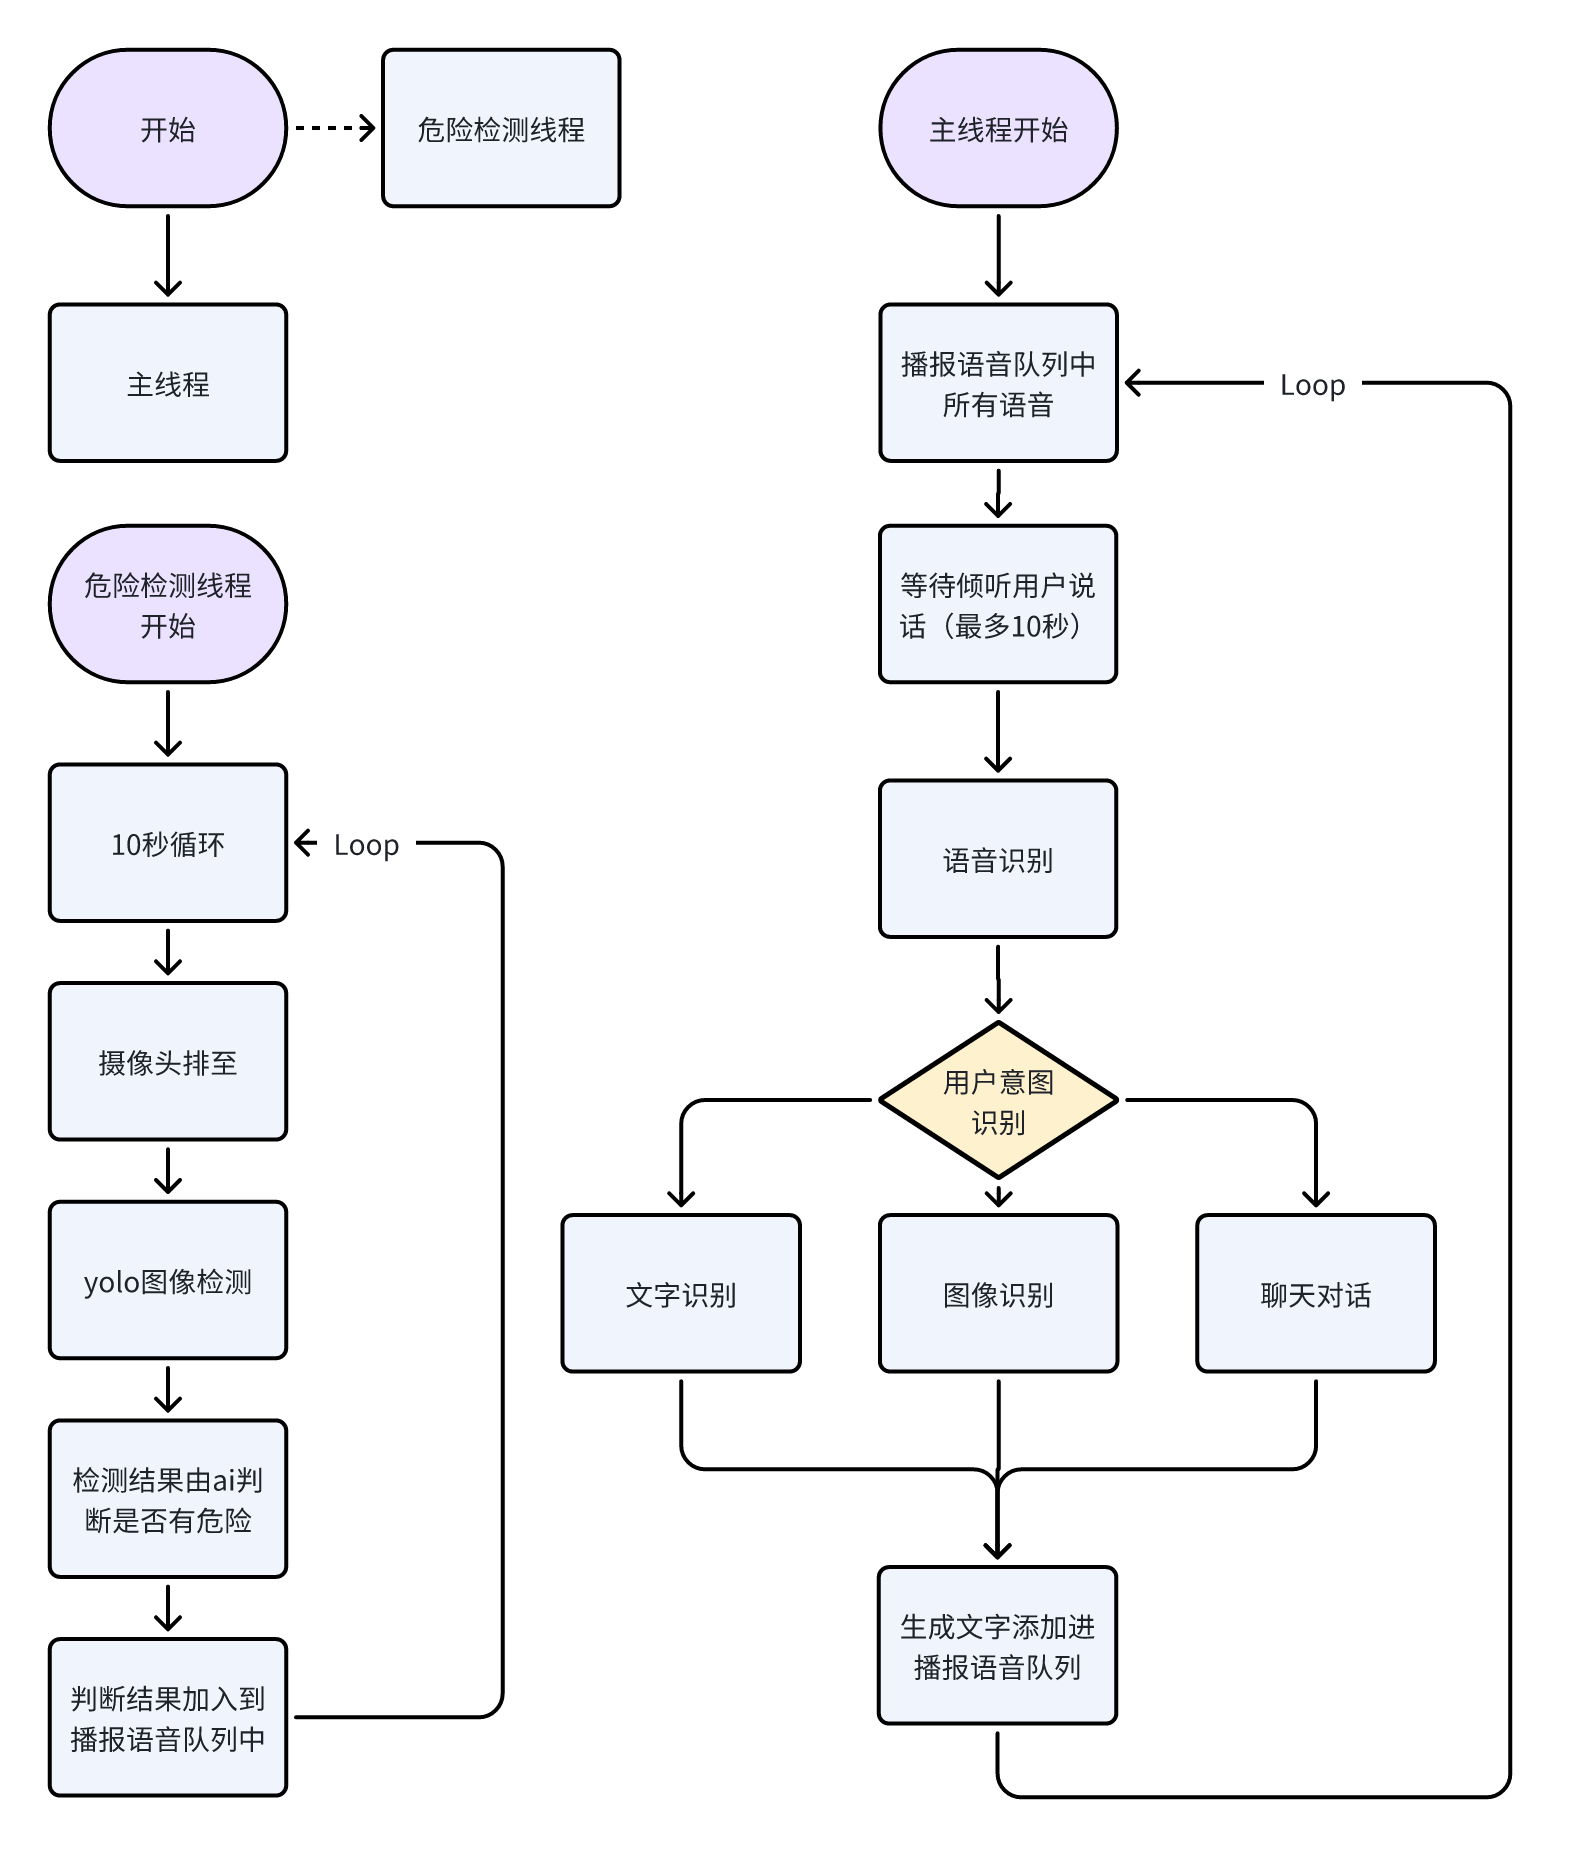 开始
危险检测线程
主线程
危险检测线程
开始
10秒循环
Loop
摄像头排至
yolo图像检测
检测结果由ai判
断是否有危险
判断结果加入到
播报语音队列中
主线程开始
播报语音队列中
所有语音
Loop
等待倾听用户说
话（最多10秒）
语音识别
用户意图
识别
文字识别
图像识别
聊天对话
生成文字添加进
播报语音队列